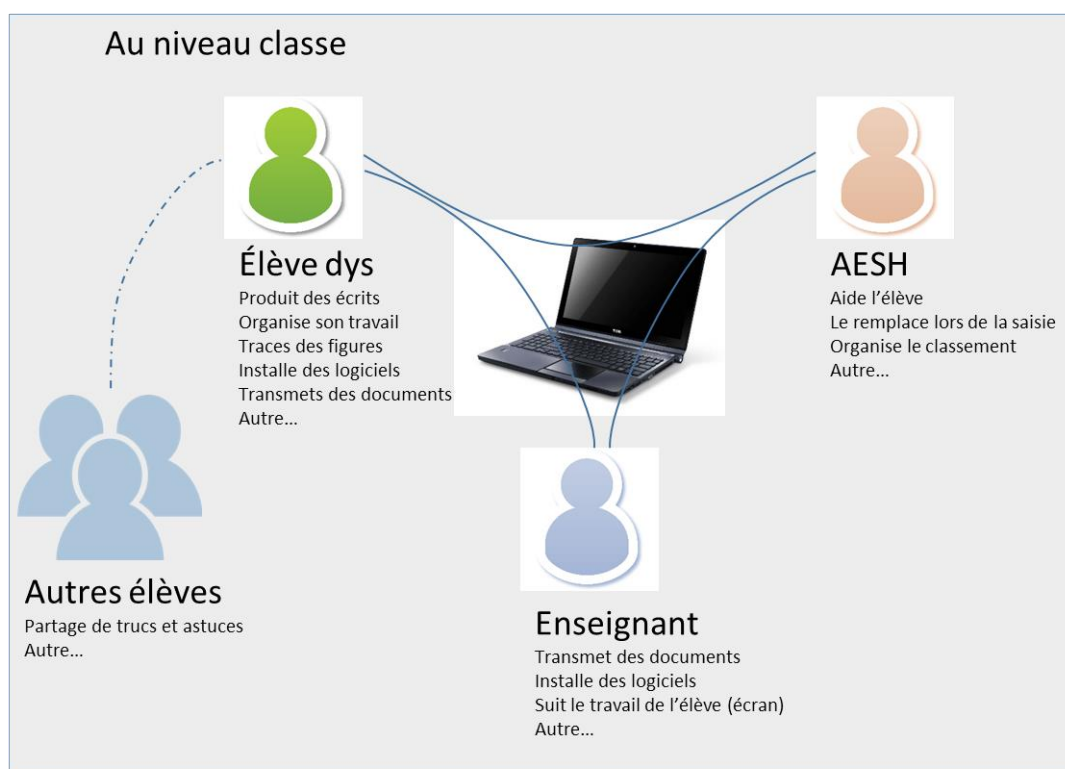 Au niveau classe
Élève dys
Produit des écrits
Organise son travail
Traces des figures
Installe des logiciels
Transmets des documents
Autre...
AESH
Aide l’élève
Le remplace lors de la saisie
Organise le classement
Autre...
Autres élèves
Partage de trucs et astuces
Autre...
Enseignant
Transmet des documents
Installe des logiciels
Suit le travail de l’élève (écran)
Autre...